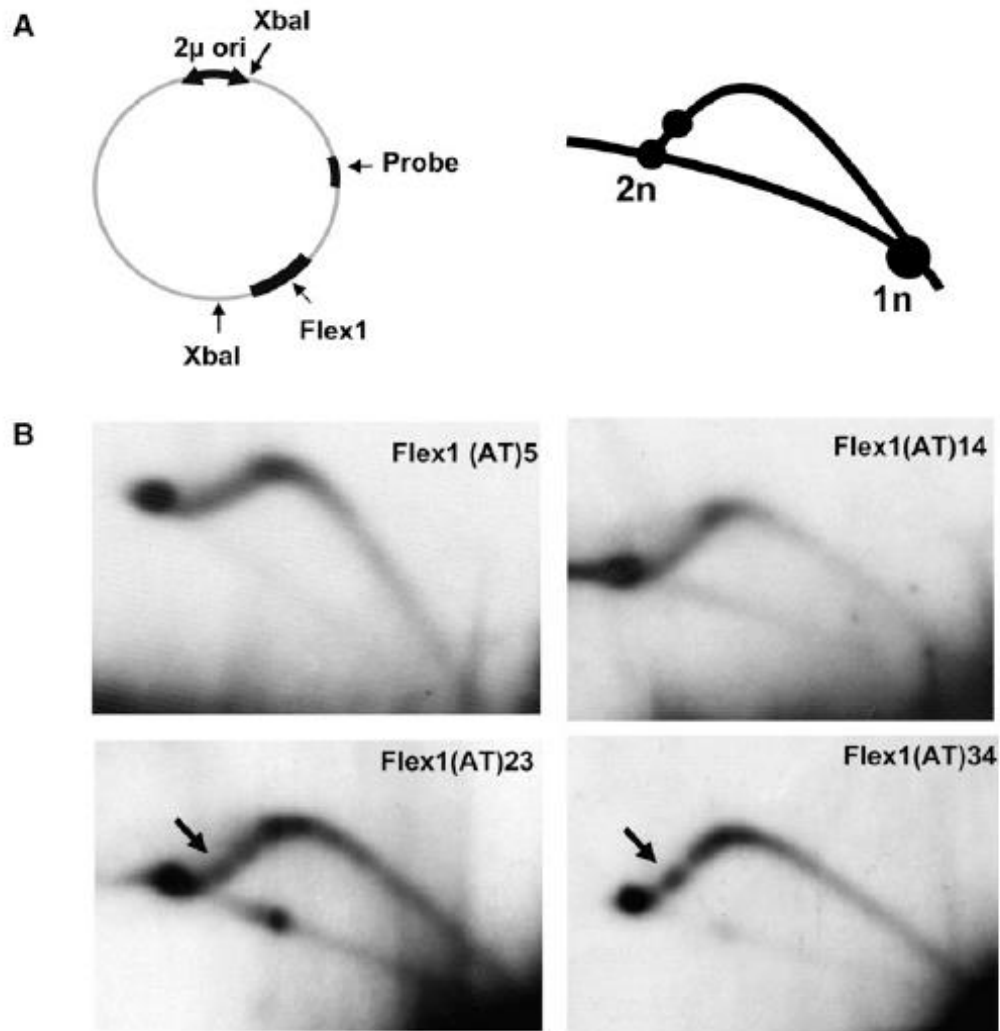 A
XbaI
2µ ori
Probe
Flex1
XbaI
2n
1n
B
Flex1 (AT)5
Flex1(AT)14
Flex1(AT)23
Flex1(AT)34